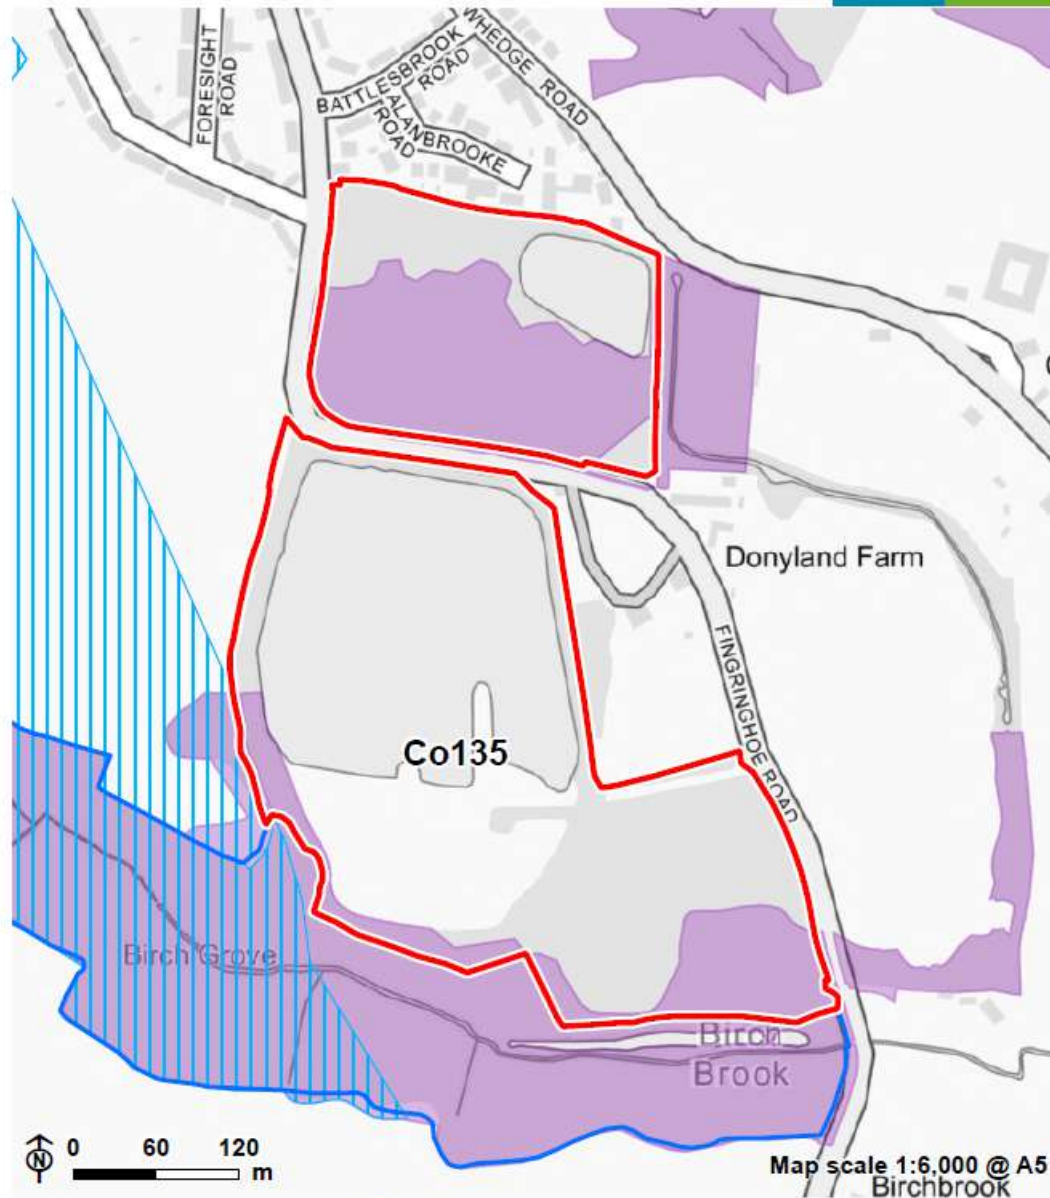 FORESIGHT
ROAD
BATTLESBROOK
ROAD
WHEDGE ROAD
ALANBROOKE
ROAD
Donyland Farm
FINGRINGHOE ROAD
Co135
Birch Grove
Birch
Brook
N
0 60 120
m
Map scale 1:6,000 @ A5
Birchbrook